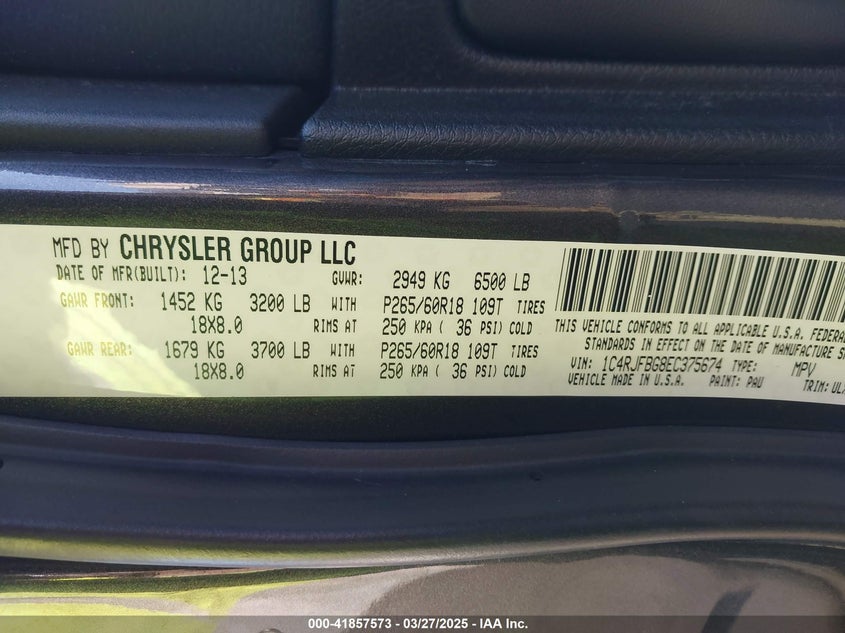 MFD BY CHRYSLER GROUP LLC
DATE OF MFR(BUILT): 12-13 GVWR: 2949 KG 6500 LB
GAWR FRONT: 1452 KG 3200 LB WITH P265/60R18 109T TIRES
18X8.0 RIMS AT 250 KPA ( 36 PSI) COLD
GAWR REAR: 1679 KG 3700 LB WITH P265/60R18 109T TIRES
18X8.0 RIMS AT 250 KPA ( 36 PSI) COLD
THIS VEHICLE CONFORMS TO ALL APPLICABLE U.S.A. FEDERA
STANDARDS IN EFFECT ON THE DATE OF MANUFACTURE S
VIN: 1C4RJFBG8EC375674 TYPE: MPV
VEHICLE MADE IN U.S.A. PAINT: PAU TRIM: UL
000-41857573 — 03/27/2025 — IAA Inc.